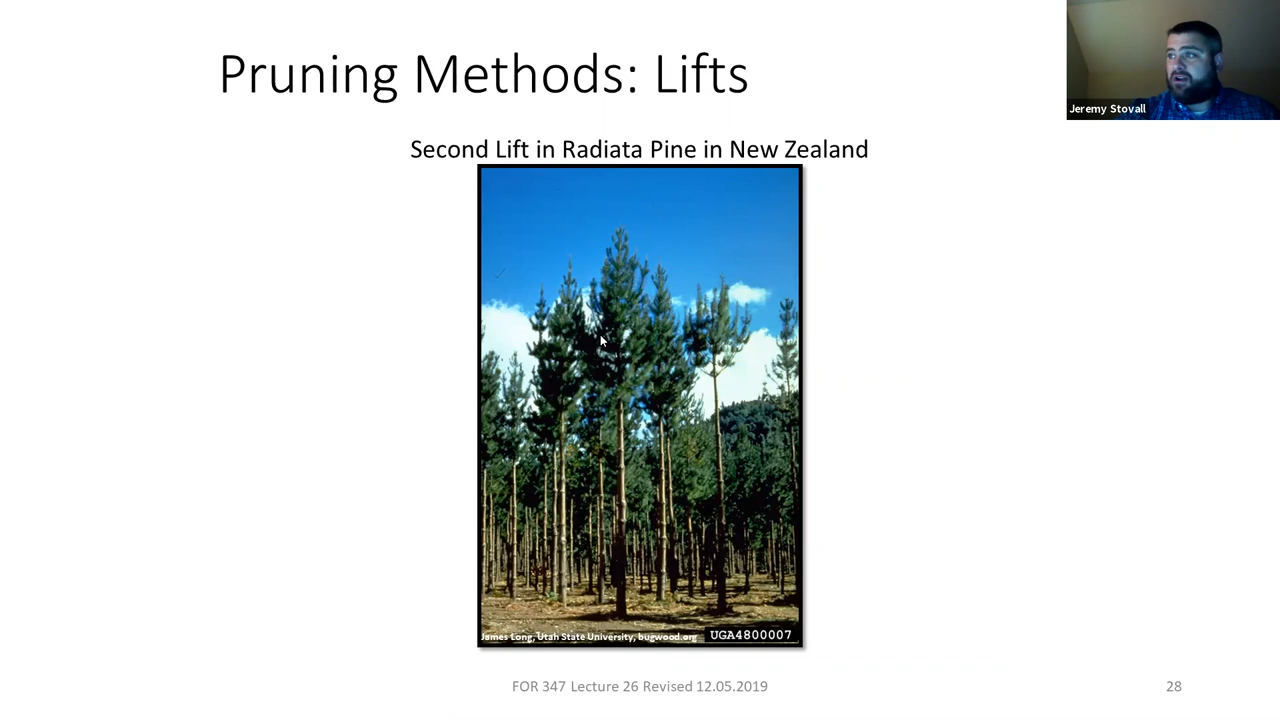 Pruning Methods: Lifts
Jeremy Stovall
Second Lift in Radiata Pine in New Zealand
James Long, Utah State University, bugwood.org
UGA4800007
FOR 347 Lecture 26 Revised 12.05.2019
28